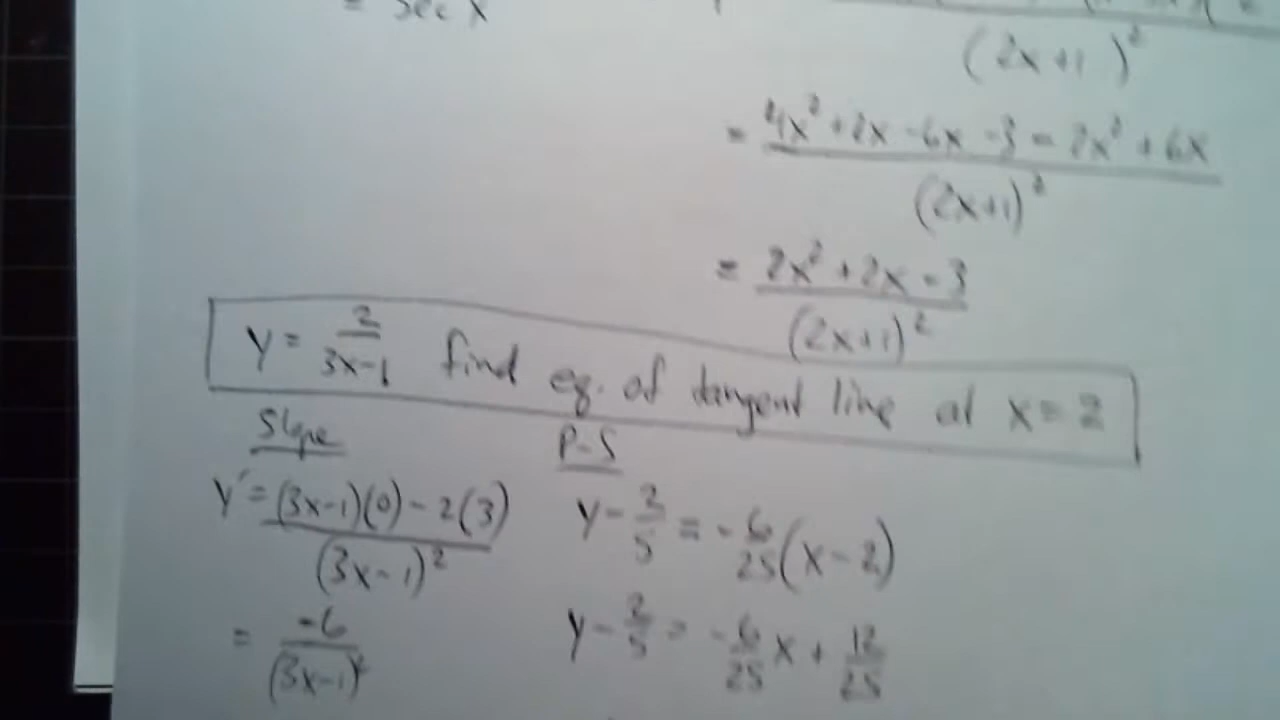 = sec x
(2x+1)²
= 4x²+2x-6x-3-2x²+6x
(2x+1)²
= 2x²+2x-3
(2x+1)²
y = 2/(3x-1) find eq. of tangent line at x=2
Slope
y' = (3x-1)(0)-2(3)
(3x-1)²
= -6
(3x-1)²
P-S
y - 2/5 = -6/25(x-2)
y - 2/5 = -6/25x + 12/25